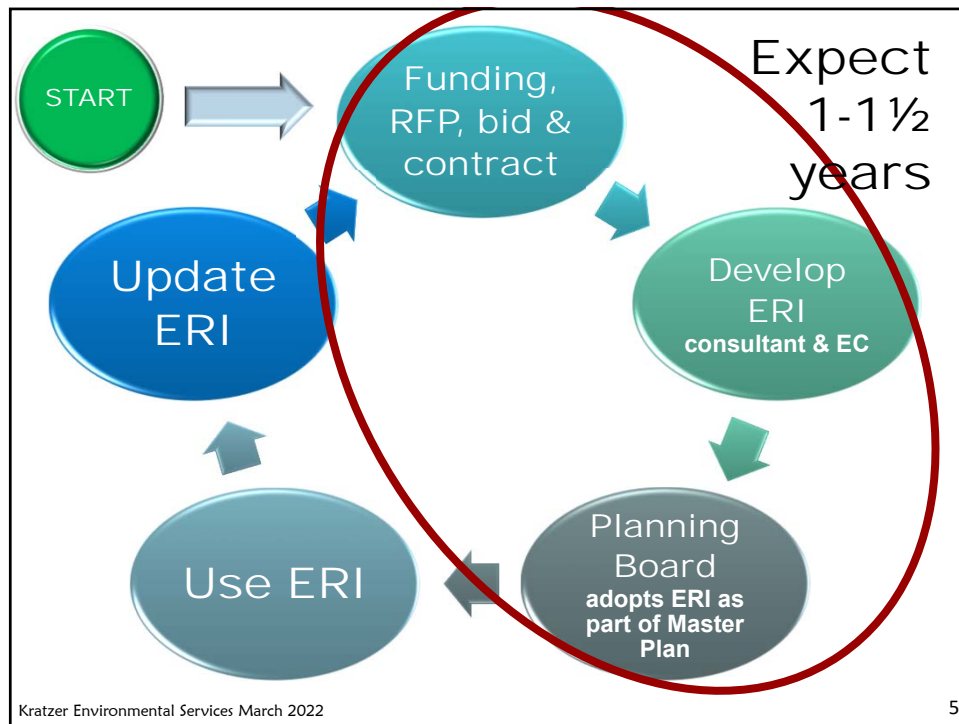 START
Funding,
RFP, bid &
contract
Expect
1-1½
years
Develop
ERI
consultant & EC
Planning
Board
adopts ERI as
part of Master
Plan
Use ERI
Update
ERI
Kratzer Environmental Services March 2022
5